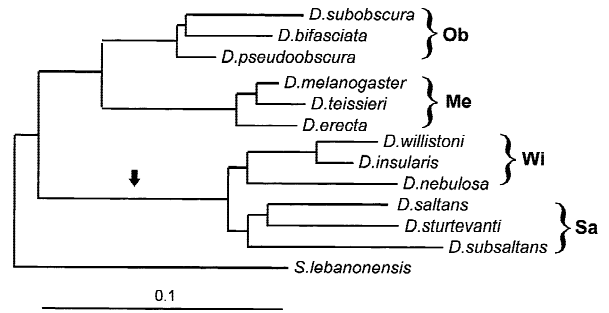 D.subobscura
D.bifasciata
Ob
D.pseudoobscura
D.melanogaster
D.teissieri
Me
D.erecta
D.willistoni
D.insularis
Wi
D.nebulosa
D.saltans
D.sturtevanti
Sa
D.subsaltans
S.lebanonensis
0.1